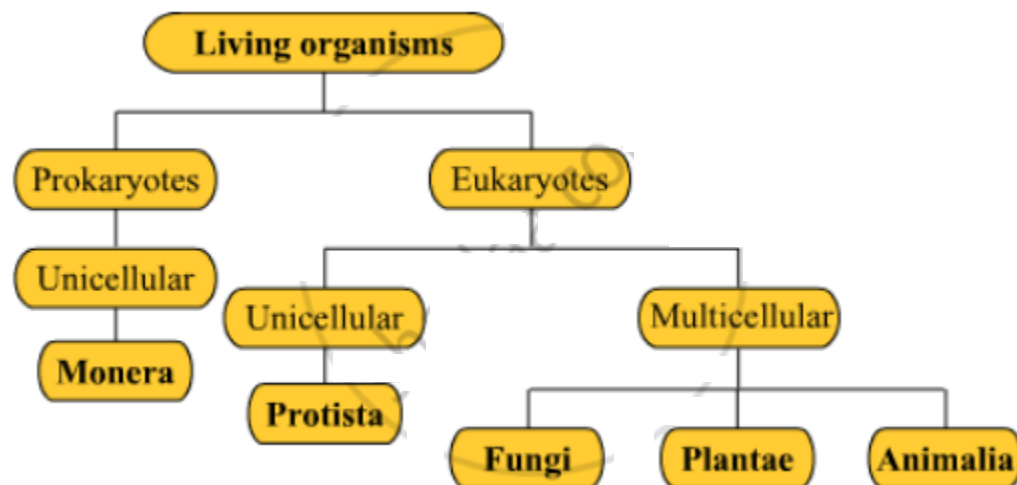 Living organisms
Prokaryotes
Eukaryotes
Unicellular
Unicellular
Multicellular
Monera
Protista
Fungi
Plantae
Animalia